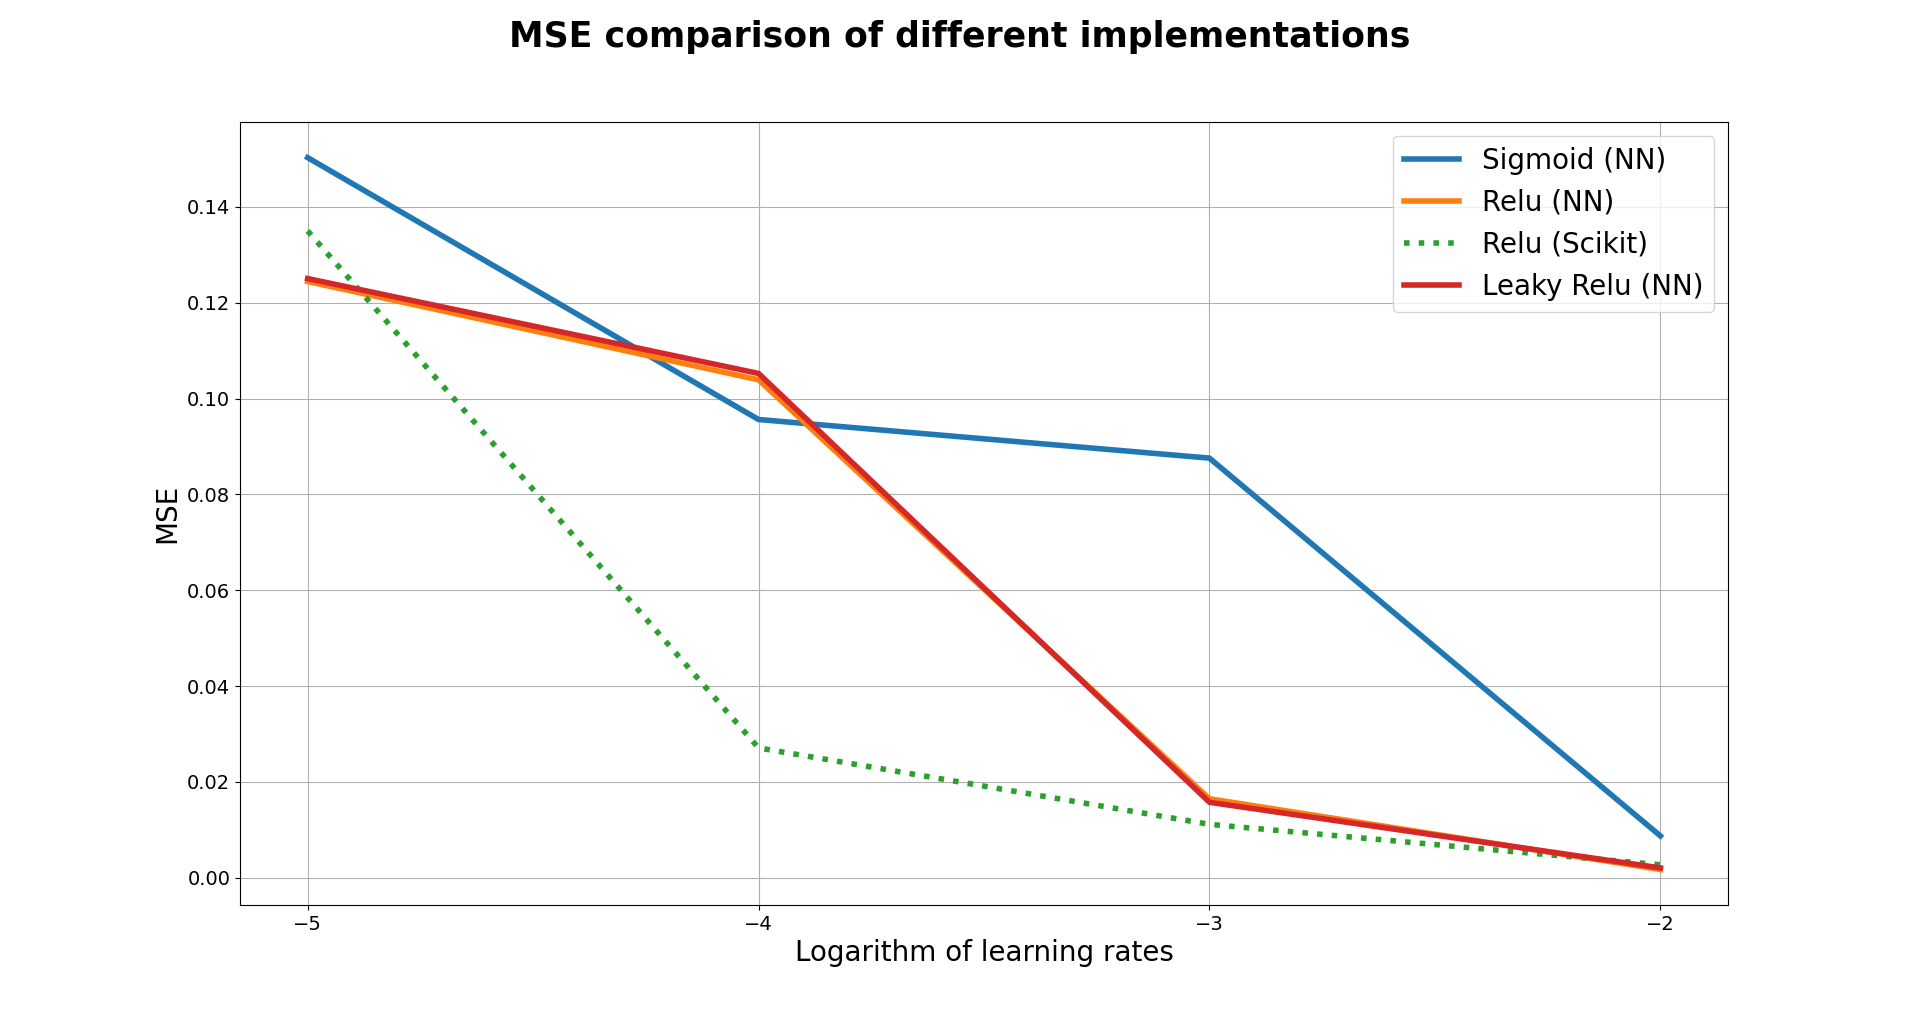 MSE comparison of different implementations
Sigmoid (NN)
Relu (NN)
Relu (Scikit)
Leaky Relu (NN)
MSE
0.14
0.12
0.10
0.08
0.06
0.04
0.02
0.00
−5
−4
−3
−2
Logarithm of learning rates